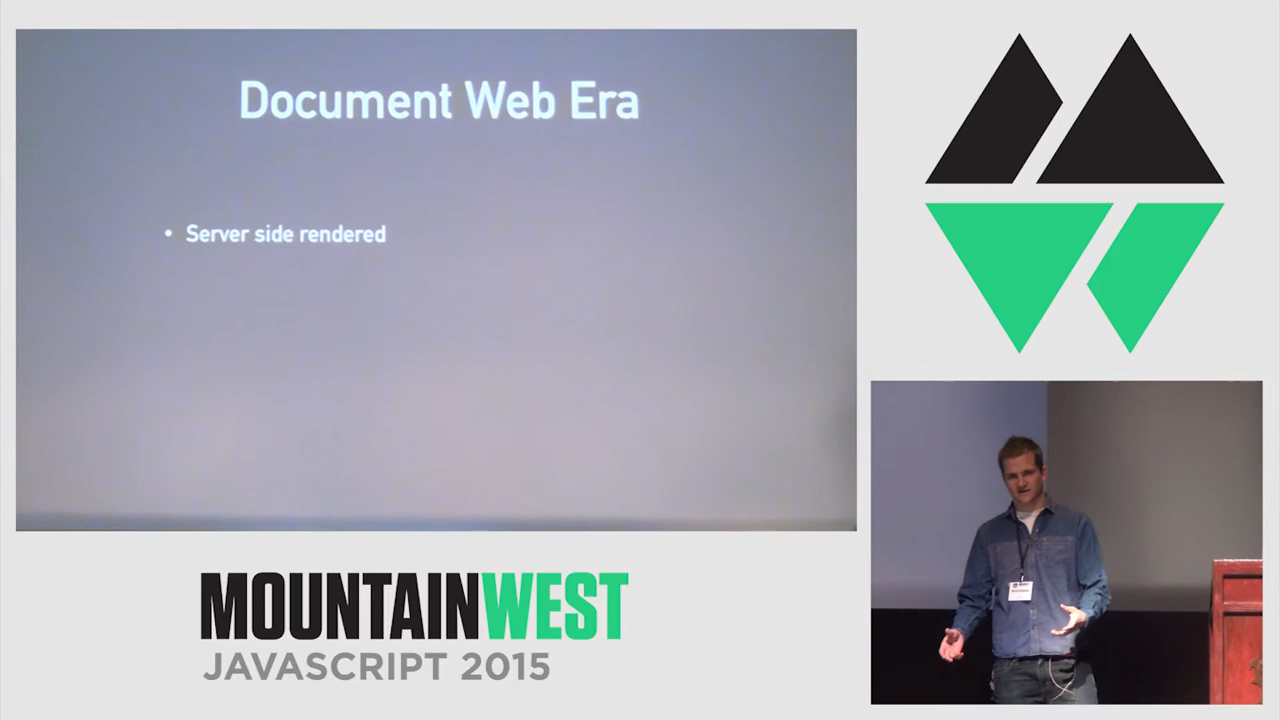 Document Web Era
• Server side rendered
MOUNTAINWEST
JAVASCRIPT 2015